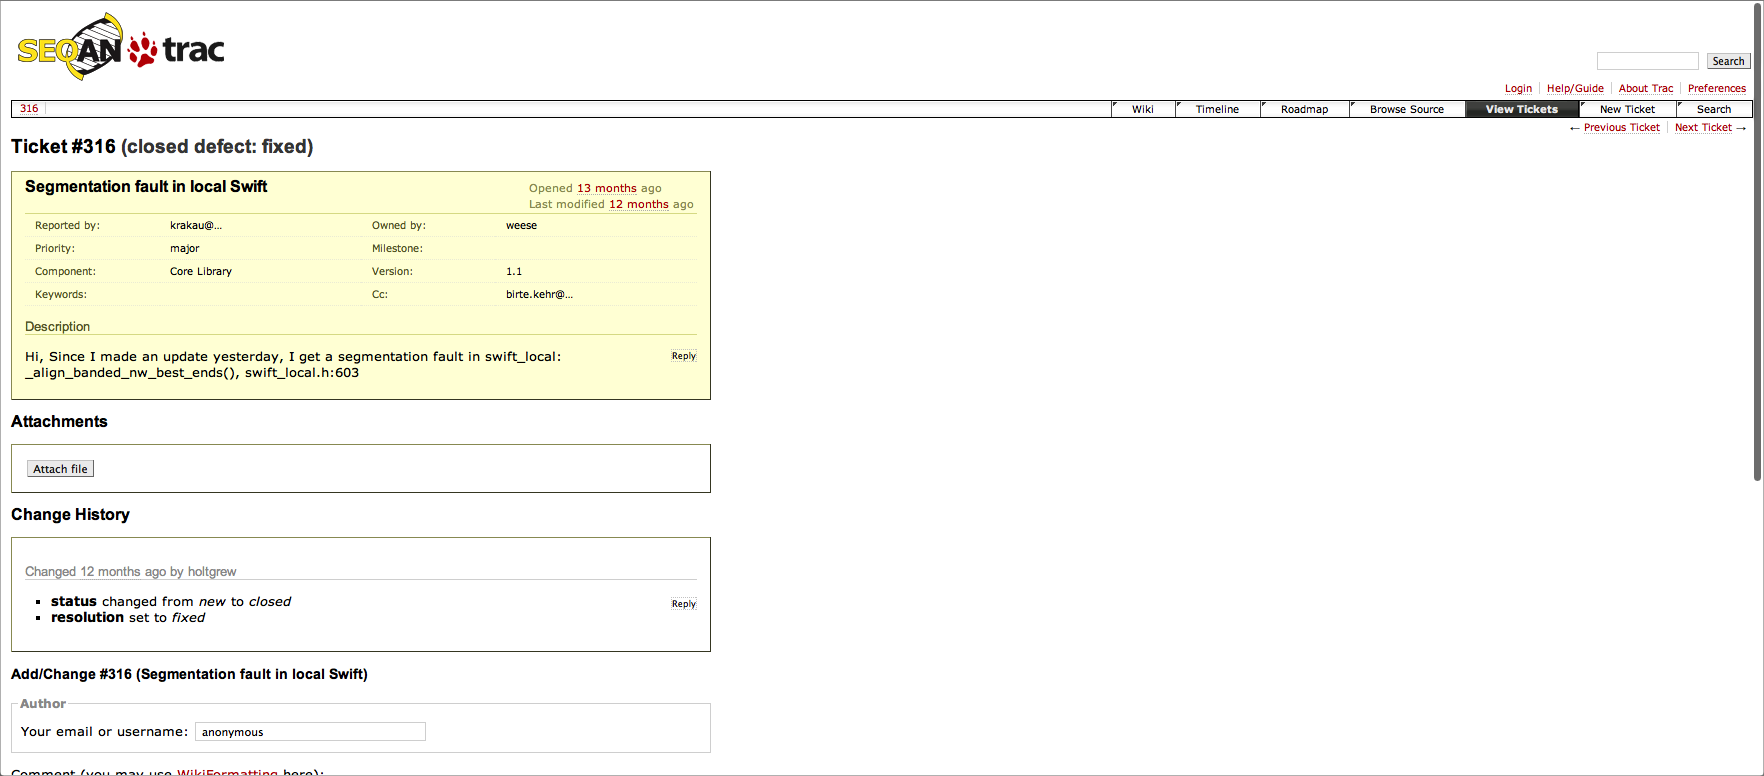 SEQAN trac
Search
Login Help/Guide About Trac Preferences
316 Wiki Timeline Roadmap Browse Source View Tickets New Ticket Search
← Previous Ticket Next Ticket →
Ticket #316 (closed defect: fixed)
Segmentation fault in local Swift
Opened 13 months ago
Last modified 12 months ago
Reported by: krakau@... Owned by: weese
Priority: major Milestone:
Component: Core Library Version: 1.1
Keywords: Cc: birte.kehr@...
Description
Hi, Since I made an update yesterday, I get a segmentation fault in swift_local: Reply
_align_banded_nw_best_ends(), swift_local.h:603
Attachments
Attach file
Change History
Changed 12 months ago by holtgrew
▪ status changed from new to closed Reply
▪ resolution set to fixed
Add/Change #316 (Segmentation fault in local Swift)
Author
Your email or username: anonymous
Comment (you may use WikiFormatting here):